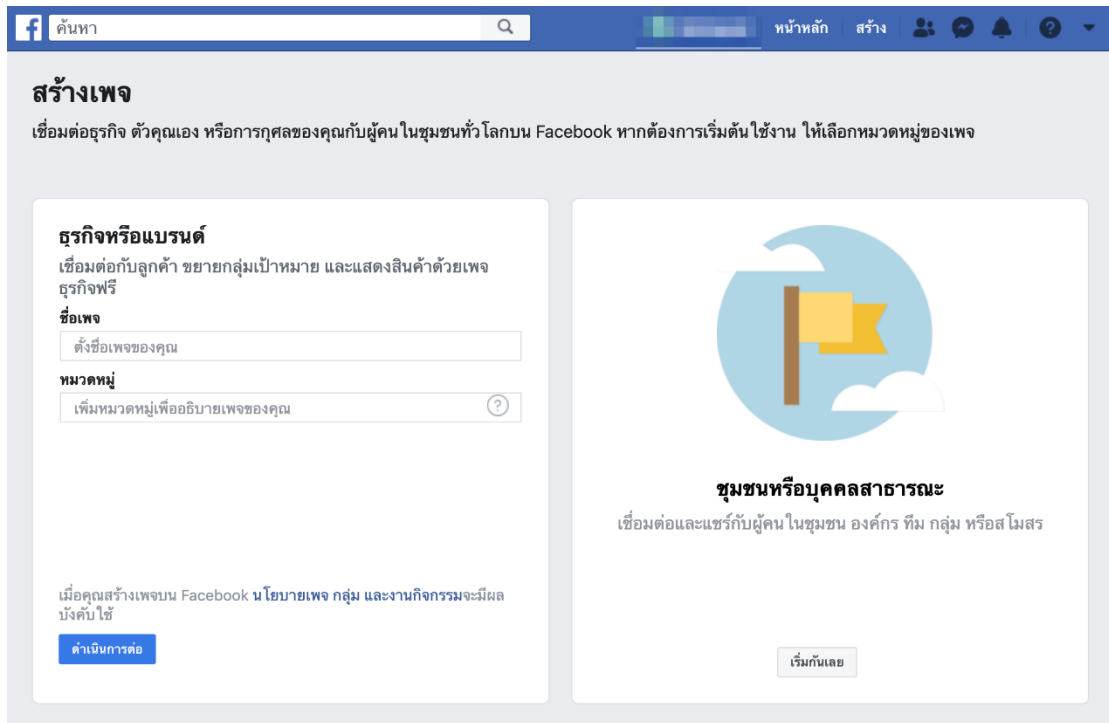 f
ค้นหา
หน้าหลัก
สร้าง
สร้างเพจ
เชื่อมต่อธุรกิจ ตัวคุณเอง หรือการกุศลของคุณกับผู้คนในชุมชนทั่วโลกบน Facebook หากต้องการเริ่มต้นใช้งาน ให้เลือกหมวดหมู่ของเพจ
ธุรกิจหรือแบรนด์
เชื่อมต่อกับลูกค้า ขยายกลุ่มเป้าหมาย และแสดงสินค้าด้วยเพจ
ธุรกิจฟรี
ชื่อเพจ
ตั้งชื่อเพจของคุณ
หมวดหมู่
เพิ่มหมวดหมู่เพื่ออธิบายเพจของคุณ
เมื่อคุณสร้างเพจบน Facebook นโยบายเพจ กลุ่ม และงานกิจกรรมจะมีผล
บังคับใช้
ดำเนินการต่อ
ชุมชนหรือบุคคลสาธารณะ
เชื่อมต่อและแชร์กับผู้คนในชุมชน องค์กร ทีม กลุ่ม หรือสโมสร
เริ่มกันเลย